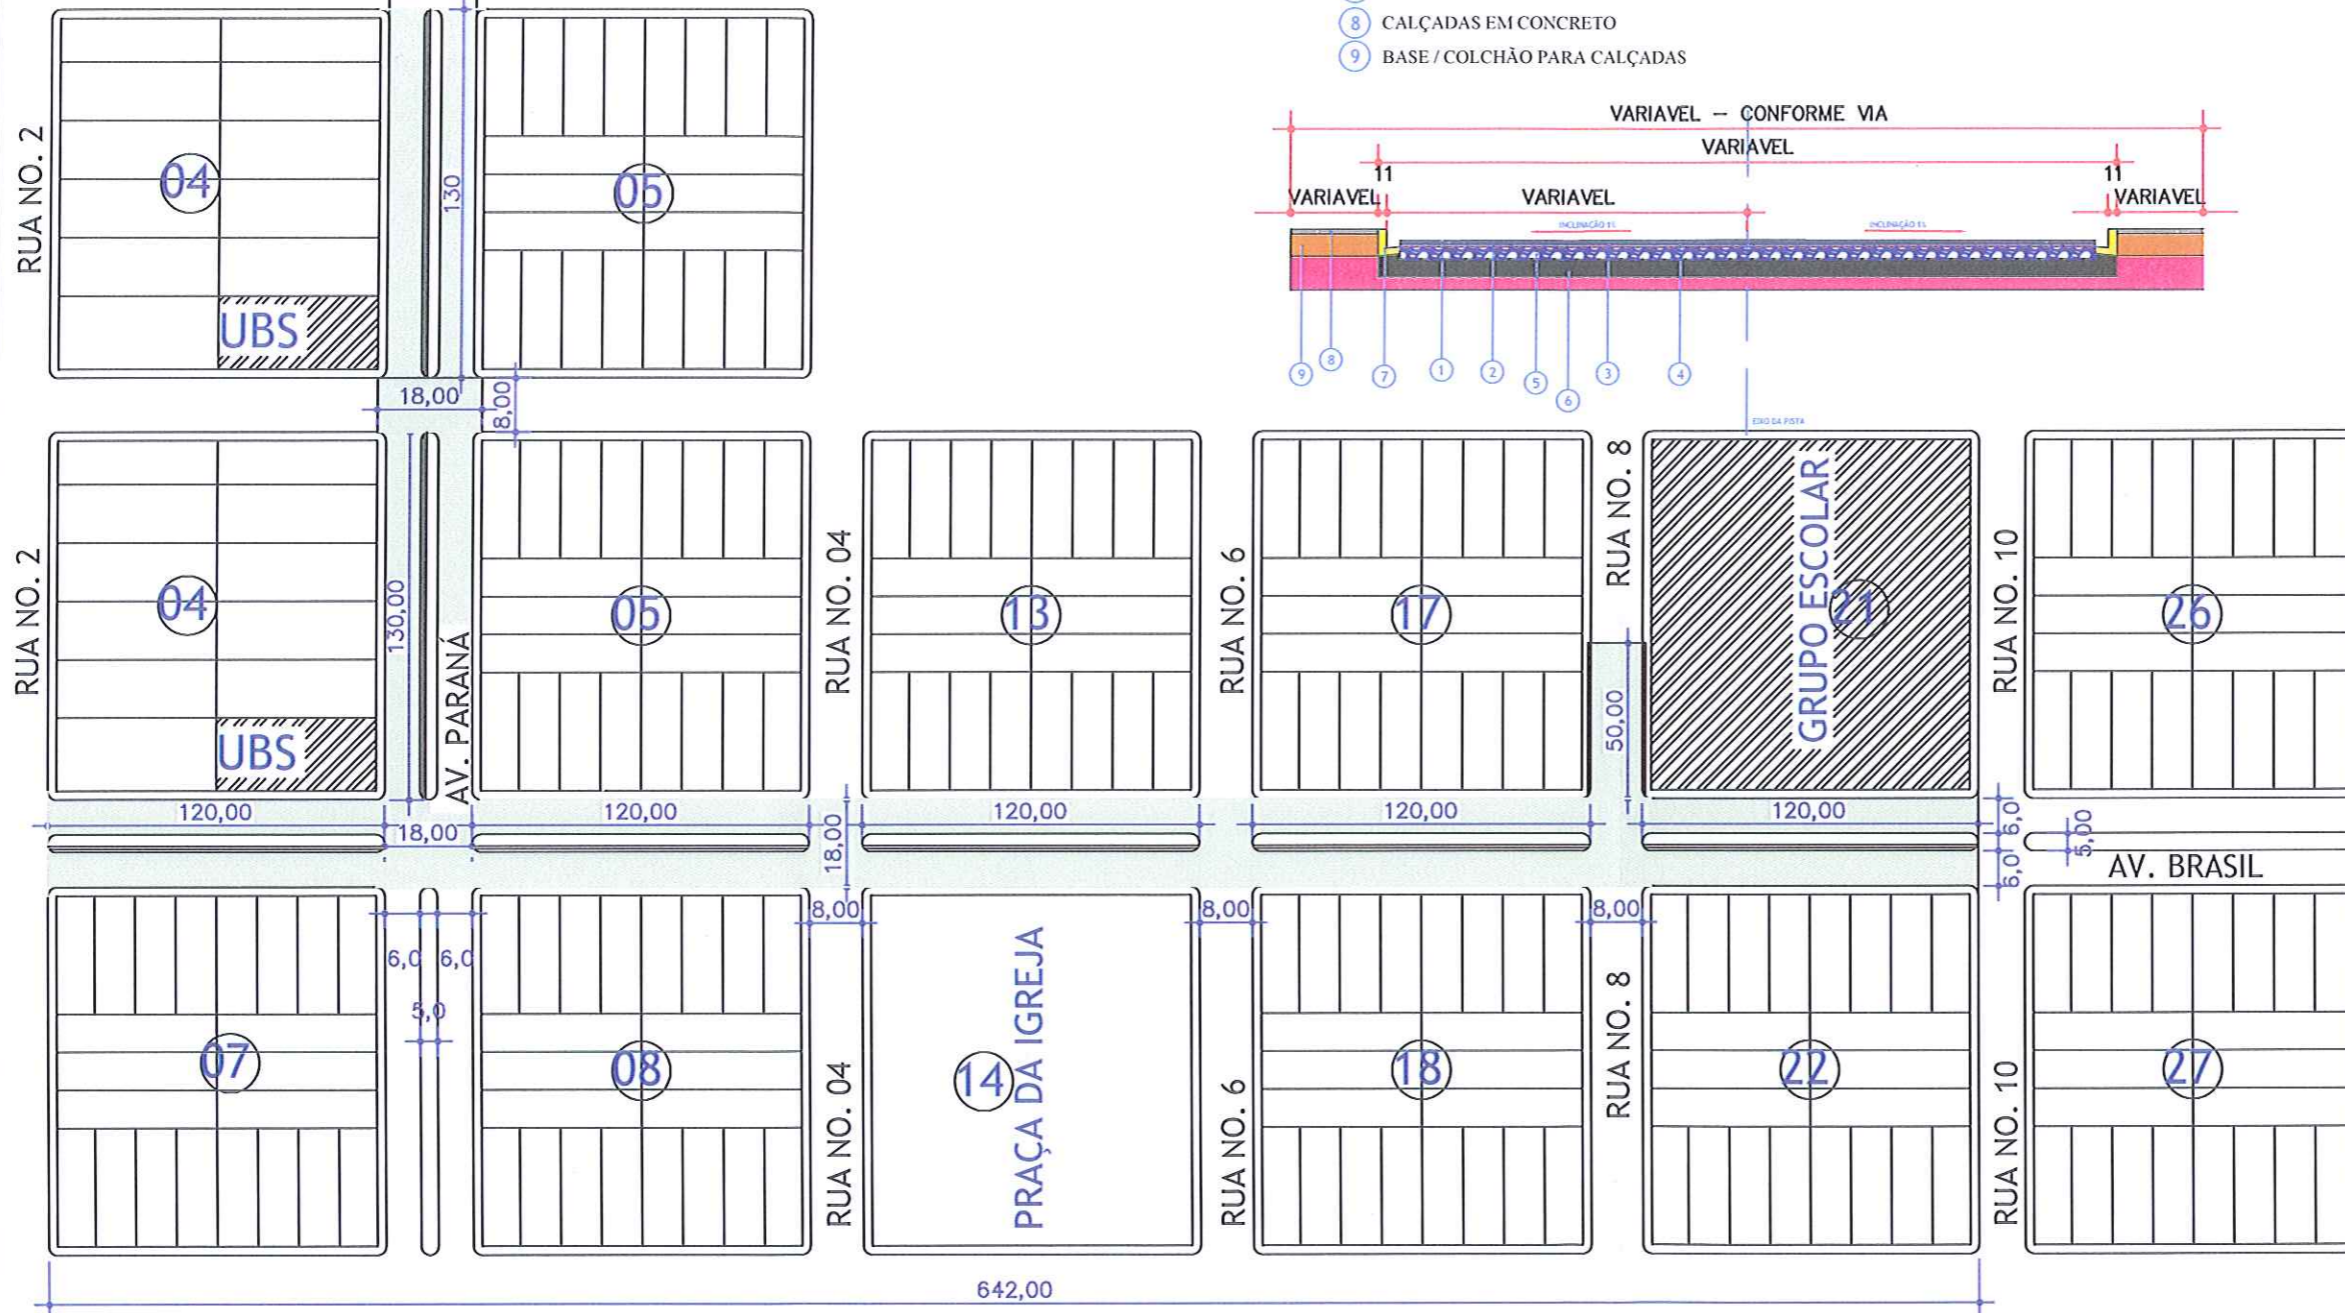 8 CALÇADAS EM CONCRETO
9 BASE / COLCHÃO PARA CALÇADAS
VARIAVEL - CONFORME VIA
VARIAVEL
11
11
VARIAVEL
VARIAVEL
VARIAVEL
INCLINAÇÃO
INCLINAÇÃO
9
8
7
1
2
5
6
3
4
EIXO DA PISTA
RUA NO. 2
04
UBS
130
05
18,00
8,00
RUA NO. 2
04
UBS
130,00
AV. PARANÁ
05
RUA NO. 04
13
RUA NO. 6
17
RUA NO. 8
50,00
GRUPO ESCOLAR
21
RUA NO. 10
26
120,00
18,00
120,00
18,00
120,00
120,00
120,00
6,0
6,0
5,00
AV. BRASIL
07
6,0
6,0
5,0
08
8,00
RUA NO. 04
14
PRAÇA DA IGREJA
8,00
RUA NO. 6
18
8,00
RUA NO. 8
22
RUA NO. 10
27
642,00